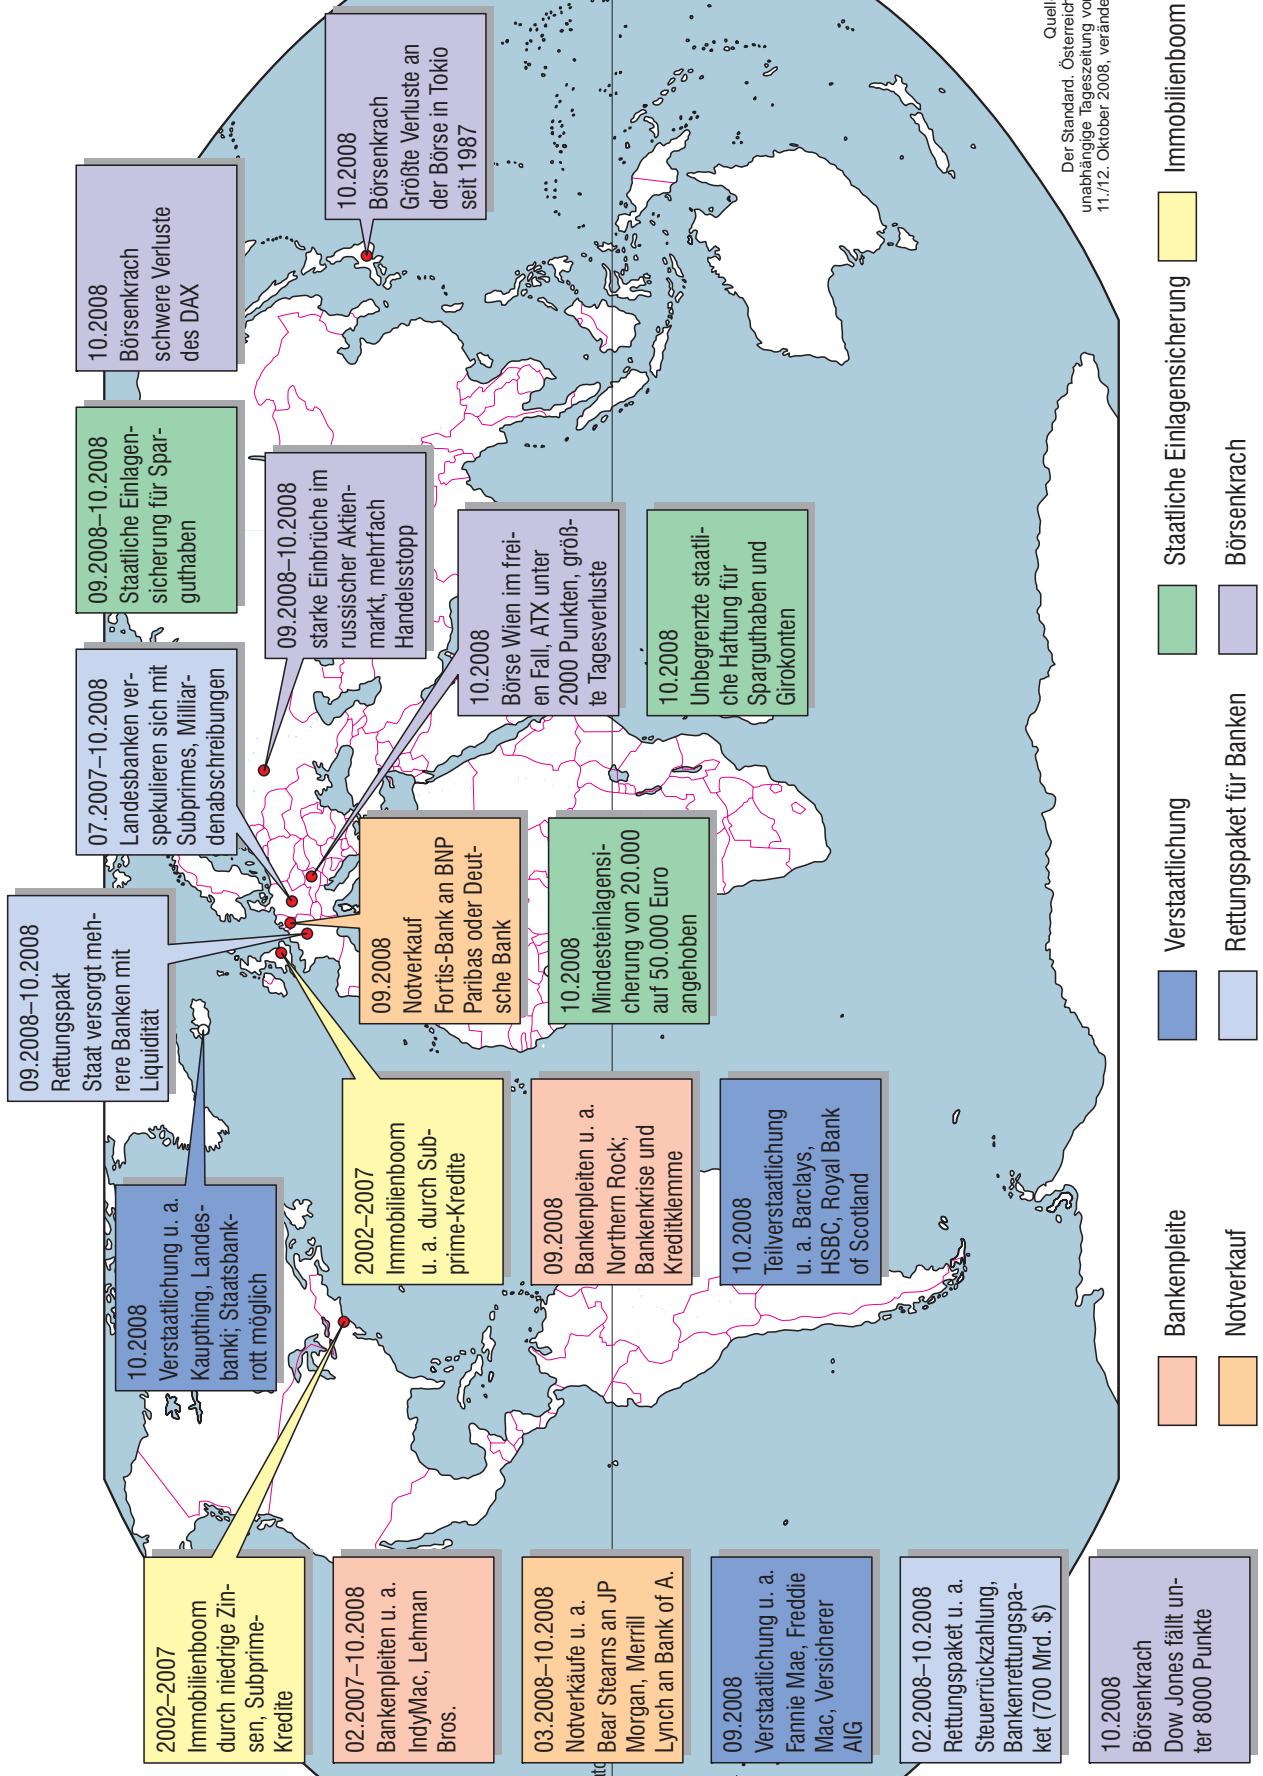 2002–2007
Immobilienboom
durch niedrige Zin-
sen, Subprime-
Kredite
02.2007–10.2008
Bankenpleiten u. a.
IndyMac, Lehman
Bros.
03.2008–10.2008
Notverkäufe u. a.
Bear Stearns an JP
Morgan, Merrill
Lynch an Bank of A.
09.2008
Verstaatlichung u. a.
Fannie Mae, Freddie
Mac, Versicherer
AIG
02.2008–10.2008
Rettungspaket u. a.
Steuerrückzahlung,
Bankenrettungspa-
ket (700 Mrd. $)
10.2008
Börsenkrach
Dow Jones fällt un-
ter 8000 Punkte
10.2008
Verstaatlichung u. a.
Kaupthing, Landes-
banki; Staatsbank-
rott möglich
2002–2007
Immobilienboom
u. a. durch Sub-
prime-Kredite
09.2008
Bankenpleiten u. a.
Northern Rock;
Bankenkrise und
Kreditklemme
10.2008
Teilverstaatlichung
u. a. Barclays,
HSBC, Royal Bank
of Scotland
09.2008–10.2008
Rettungspakt
Staat versorgt meh-
rere Banken mit
Liquidität
09.2008
Notverkauf
Fortis-Bank an BNP
Paribas oder Deut-
sche Bank
10.2008
Mindesteinlagensi-
cherung von 20.000
auf 50.000 Euro
angehoben
07.2007–10.2008
Landesbanken ver-
spekulieren sich mit
Subprimes, Milliar-
denabschreibungen
09.2008–10.2008
Staatliche Einlagen-
sicherung für Spar-
guthaben
10.2008
Börsenkrach
schwere Verluste
des DAX
09.2008–10.2008
starke Einbrüche im
russischer Aktien-
markt, mehrfach
Handelsstopp
10.2008
Börse Wien im frei-
en Fall, ATX unter
2000 Punkten, größ-
te Tagesverluste
10.2008
Unbegrenzte staatli-
che Haftung für
Sparguthaben und
Girokonten
10.2008
Börsenkrach
Größte Verluste an
der Börse in Tokio
seit 1987
Quell
Der Standard. Österreich
unabhängige Tageszeitung vo
11./12. Oktober 2008, verände
Bankenpleite
Verstaatlichung
Staatliche Einlagensicherung
Immobilienboom
Notverkauf
Rettungspaket für Banken
Börsenkrach